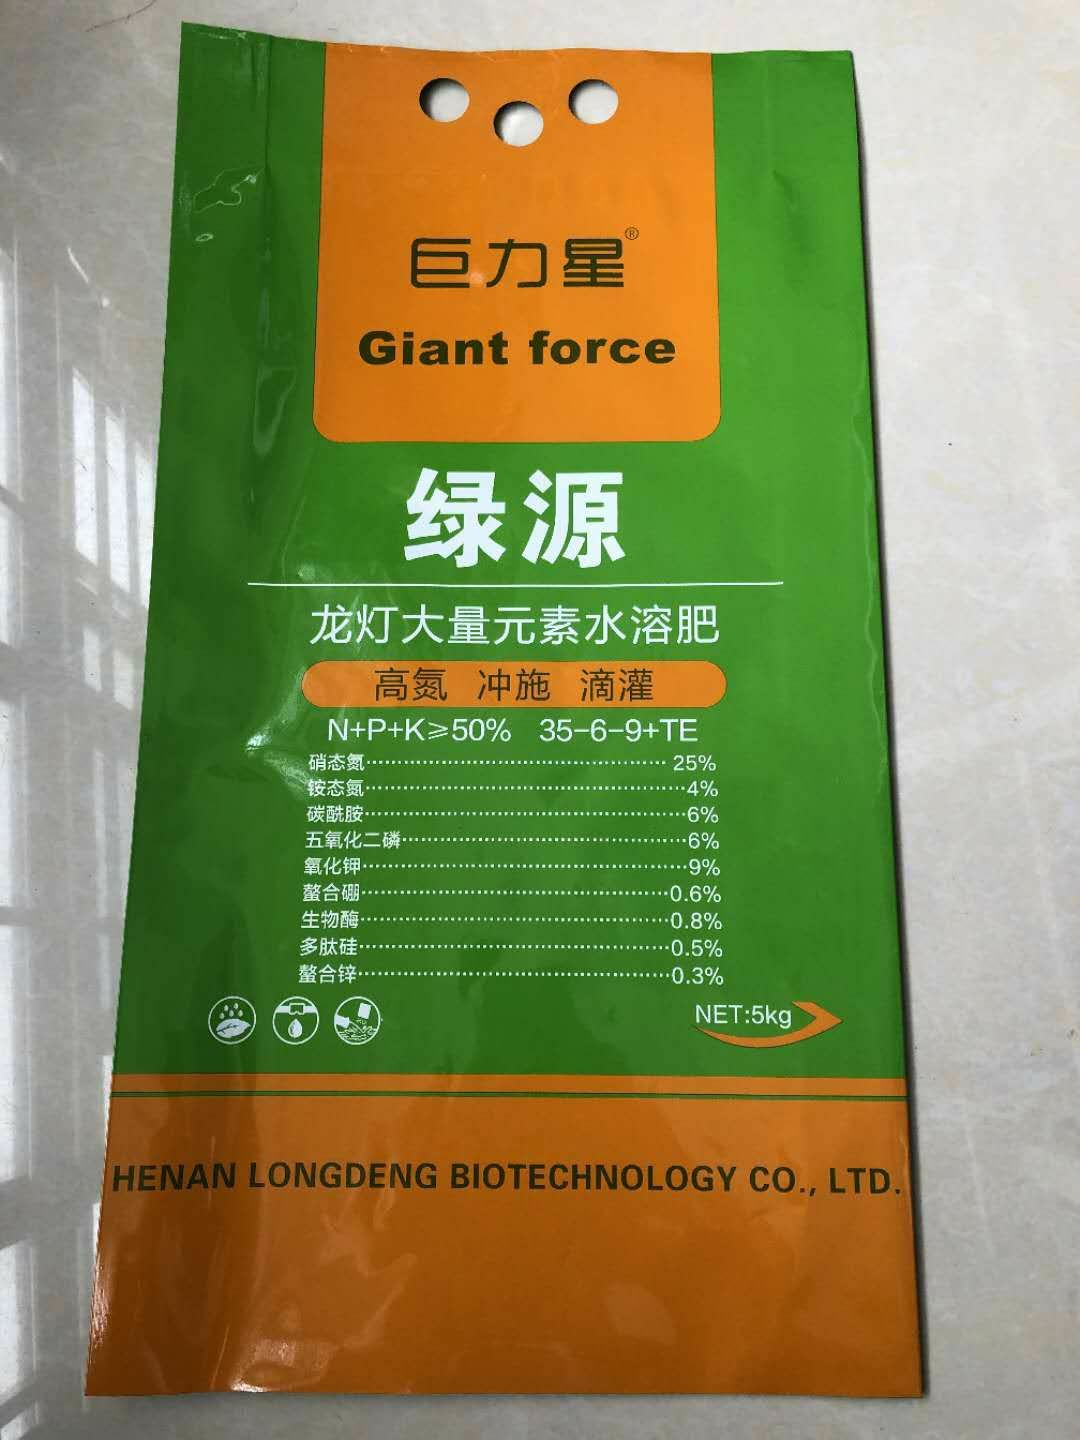 巨力星®
Giant force
绿源
龙灯大量元素水溶肥
高氮 冲施 滴灌
N+P+K≥50% 35-6-9+TE
硝态氮 25%
铵态氮 4%
碳酰胺 6%
五氧化二磷 6%
氧化钾 9%
螯合硼 0.6%
生物酶 0.8%
多肽硅 0.5%
螯合锌 0.3%
NET:5kg
HENAN LONGDENG BIOTECHNOLOGY CO., LTD.